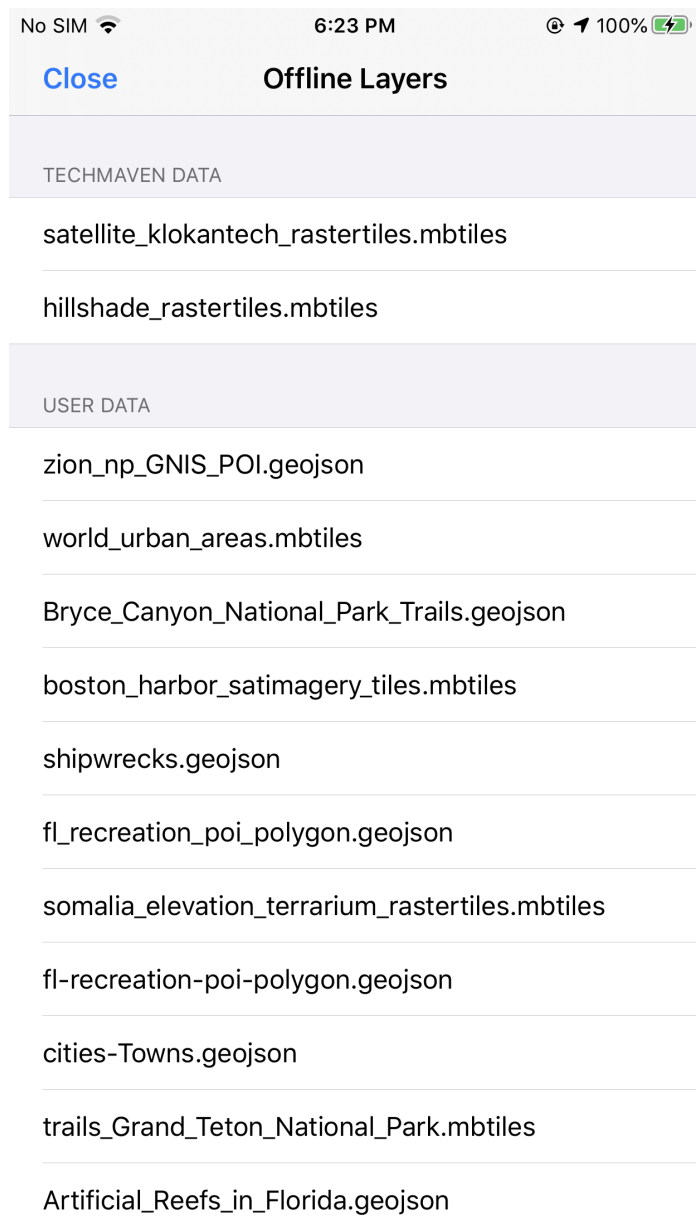 No SIM 6:23 PM 100%
Close Offline Layers
TECHMAVEN DATA
satellite_klokantech_rastertiles.mbtiles
hillshade_rastertiles.mbtiles
USER DATA
zion_np_GNIS_POI.geojson
world_urban_areas.mbtiles
Bryce_Canyon_National_Park_Trails.geojson
boston_harbor_satimagery_tiles.mbtiles
shipwrecks.geojson
fl_recreation_poi_polygon.geojson
somalia_elevation_terrarium_rastertiles.mbtiles
fl-recreation-poi-polygon.geojson
cities-Towns.geojson
trails_Grand_Teton_National_Park.mbtiles
Artificial_Reefs_in_Florida.geojson